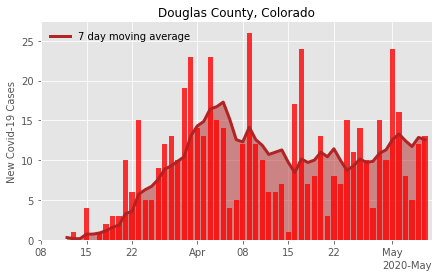 Douglas County, Colorado
7 day moving average
New Covid-19 Cases
25
20
15
10
5
0
08 15 22 Apr 08 15 22 May
2020-May